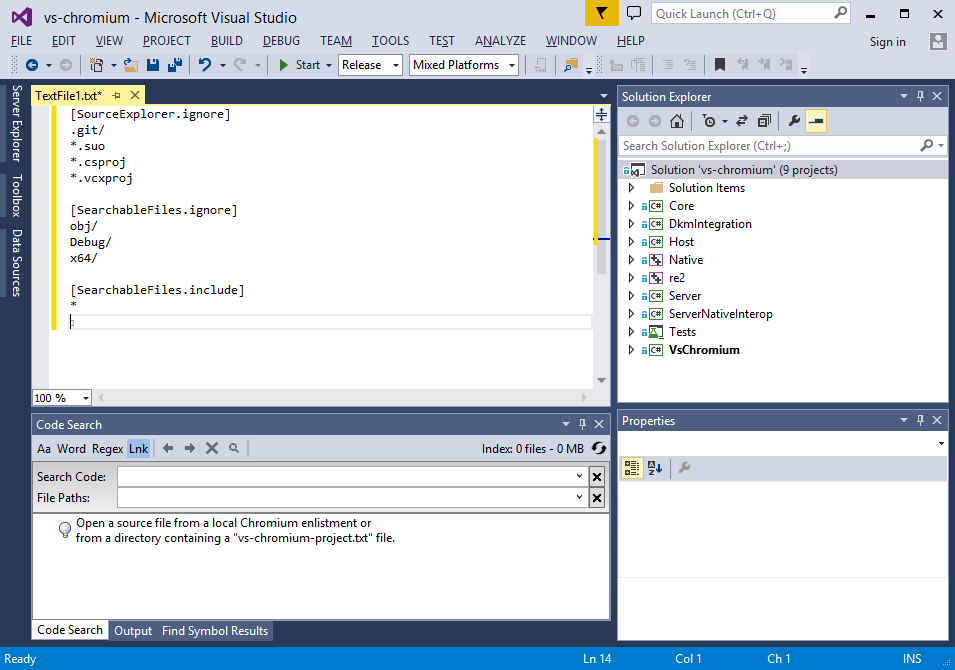 vs-chromium - Microsoft Visual Studio
Quick Launch (Ctrl+Q)
FILE EDIT VIEW PROJECT BUILD DEBUG TEAM TOOLS TEST ANALYZE WINDOW HELP
Sign in
Start Release Mixed Platforms
Server Explorer
Toolbox
Data Sources
TextFile1.txt*
[SourceExplorer.ignore]
.git/
*.suo
*.csproj
*.vcxproj
[SearchableFiles.ignore]
obj/
Debug/
x64/
[SearchableFiles.include]
*
100 %
Solution Explorer
Search Solution Explorer (Ctrl+;)
Solution 'vs-chromium' (9 projects)
Solution Items
C# Core
C# DkmIntegration
C# Host
Native
re2
C# Server
C# ServerNativeInterop
Tests
C# VsChromium
Code Search
Aa Word Regex Lnk
Index: 0 files - 0 MB
Search Code:
File Paths:
Open a source file from a local Chromium enlistment or
from a directory containing a "vs-chromium-project.txt" file.
Code Search Output Find Symbol Results
Properties
Ready
Ln 14 Col 1 Ch 1 INS